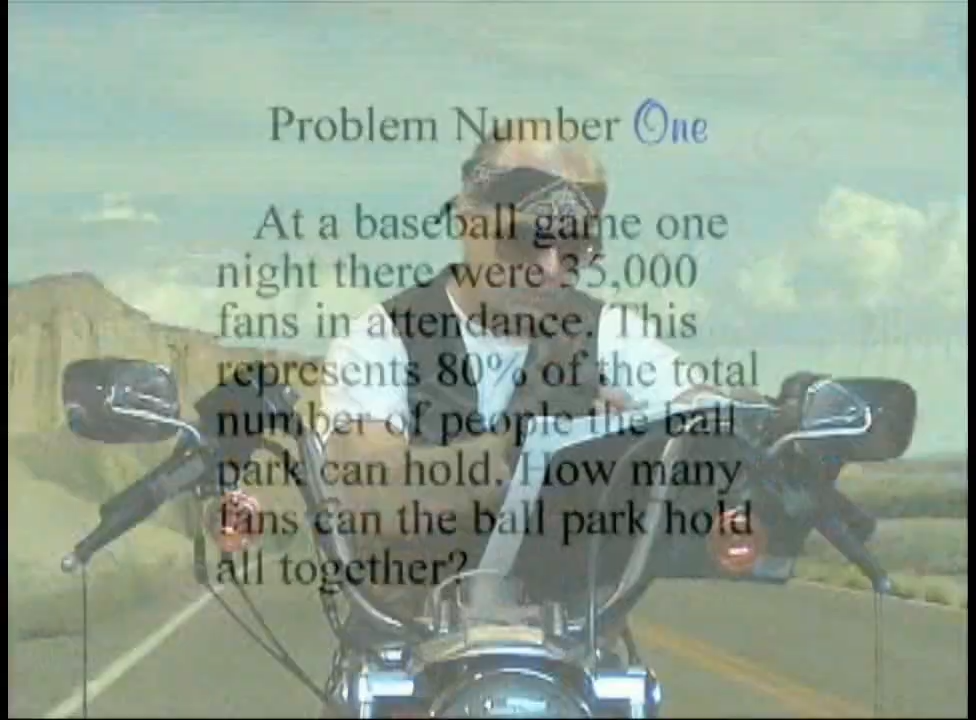 Problem Number One
At a baseball game one
night there were 35,000
fans in attendance. This
represents 80% of the total
number of people the ball
park can hold. How many
fans can the ball park hold
all together?